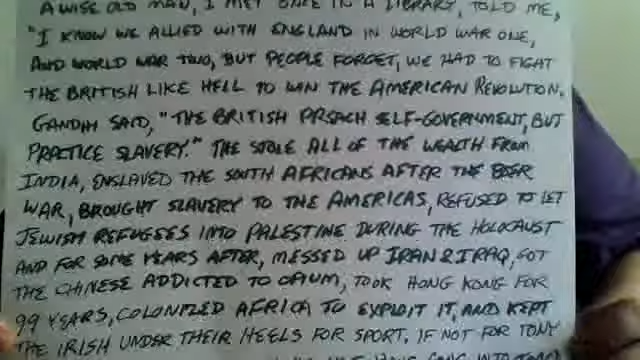 A WISE OLD MAN, I MET ONCE IN A LIBRARY, TOLD ME,
"I KNOW WE ALLIED WITH ENGLAND IN WORLD WAR ONE,
AND WORLD WAR TWO, BUT PEOPLE FORGET, WE HAD TO FIGHT
THE BRITISH LIKE HELL TO WIN THE AMERICAN REVOLUTION.
GANDHI SAID, "THE BRITISH PREACH SELF-GOVERNMENT, BUT
PRACTICE SLAVERY." THE STOLE ALL OF THE WEALTH FROM
INDIA, ENSLAVED THE SOUTH AFRICANS AFTER THE BOER
WAR, BROUGHT SLAVERY TO THE AMERICAS, REFUSED TO LET
JEWISH REFUGEES INTO PALESTINE DURING THE HOLOCAUST
AND FOR SOME YEARS AFTER, MESSED UP IRAN & IRAQ, GOT
THE CHINESE ADDICTED TO OPIUM, TOOK HONG KONG FOR
99 YEARS, COLONIZED AFRICA TO EXPLOIT IT, AND KEPT
THE IRISH UNDER THEIR HEELS FOR SPORT. IF NOT FOR TONY